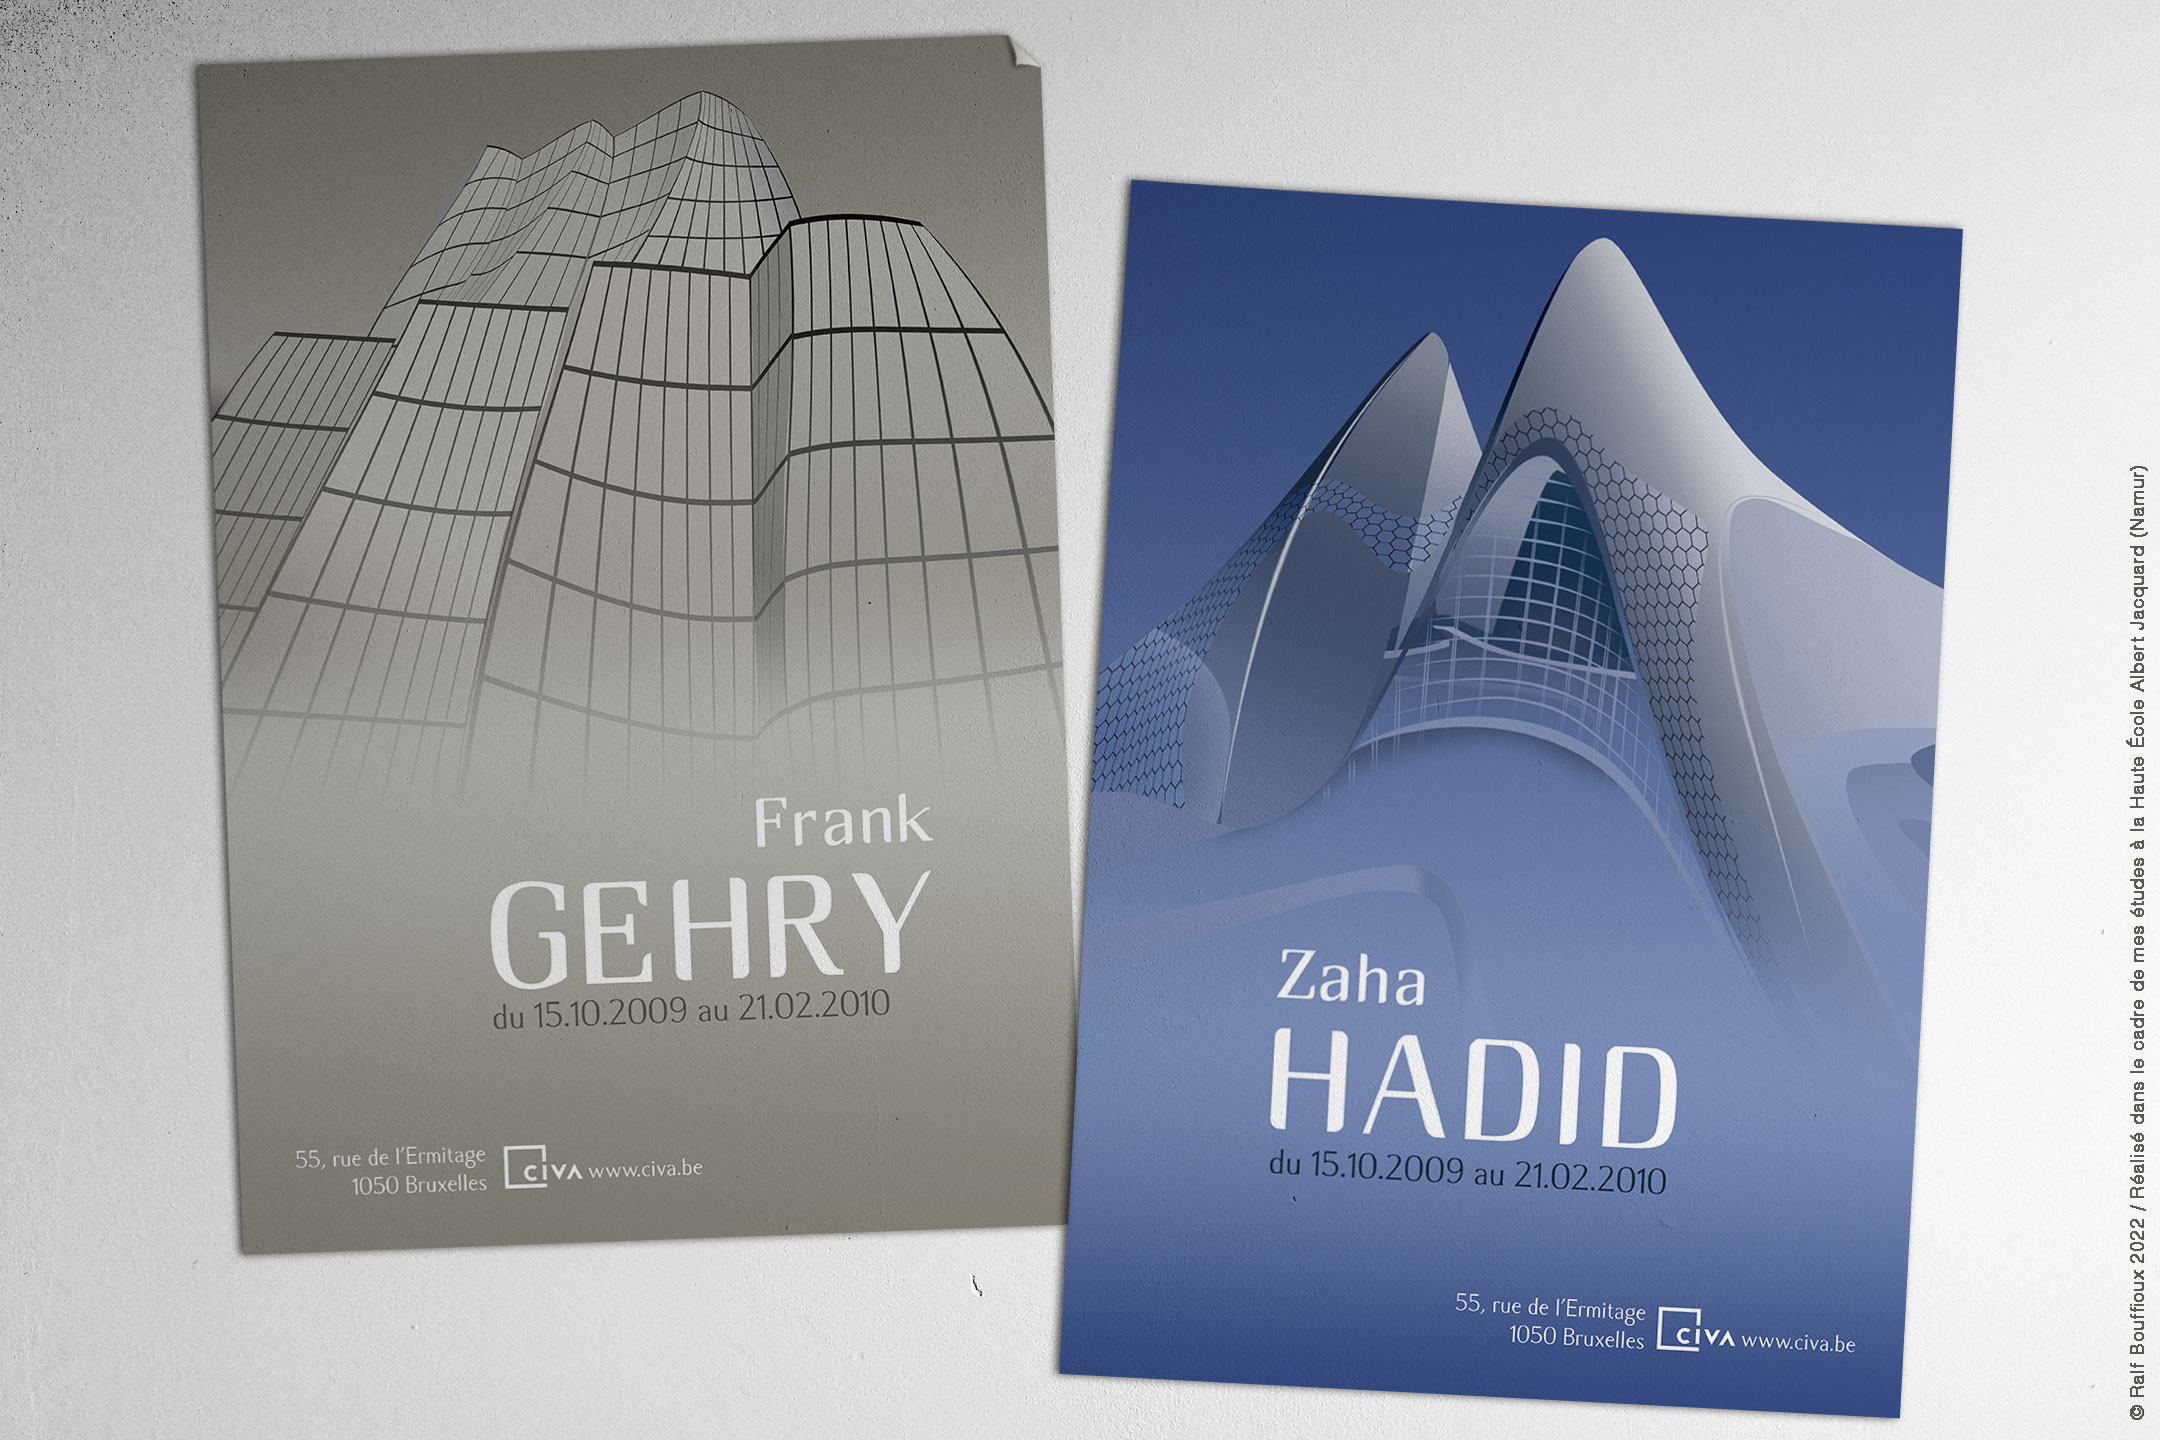 Frank
GEHRY
du 15.10.2009 au 21.02.2010
55, rue de l'Ermitage
1050 Bruxelles
CIVA www.civa.be
Zaha
HADID
du 15.10.2009 au 21.02.2010
55, rue de l'Ermitage
1050 Bruxelles
CIVA www.civa.be
© Ralf Bouffioux 2022 / Réalisé dans le cadre de mes études à la Haute École Albert Jacquard (Namur)